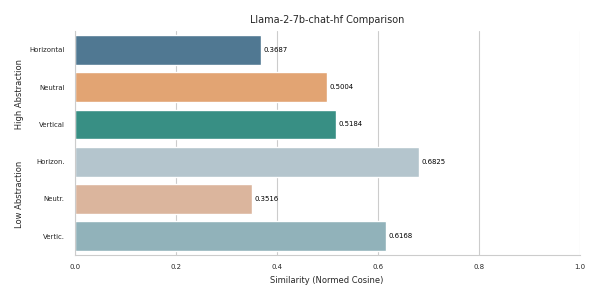 Llama-2-7b-chat-hf Comparison
High Abstraction
Horizontal
0.3687
Neutral
0.5004
Vertical
0.5184
Low Abstraction
Horizon.
0.6825
Neutr.
0.3516
Vertic.
0.6168
0.0 0.2 0.4 0.6 0.8 1.0
Similarity (Normed Cosine)